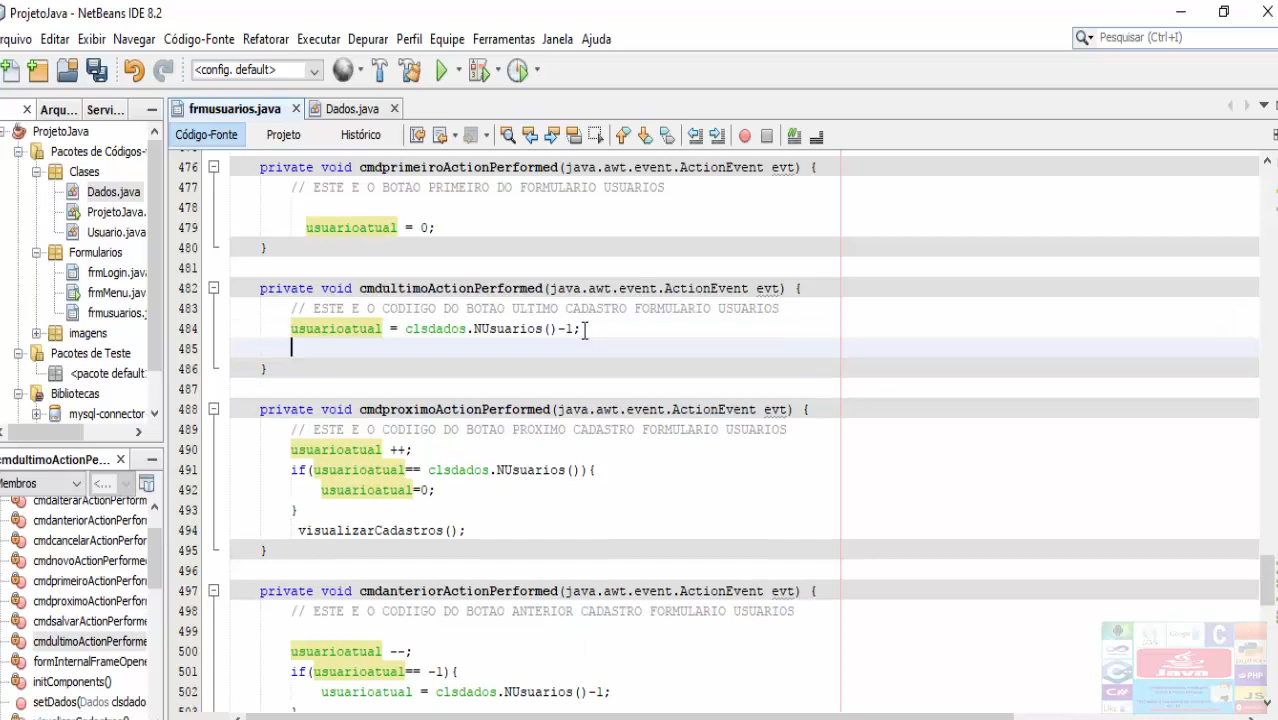 ProjetoJava - NetBeans IDE 8.2
rquivo Editar Exibir Navegar Código-Fonte Refatorar Executar Depurar Perfil Equipe Ferramentas Janela Ajuda
Pesquisar (Ctrl+I)
<config. default>
Arqu... Servi...
frmusuarios.java
Dados.java
Código-Fonte Projeto Histórico
ProjetoJava
Pacotes de Códigos-
Clases
Dados.java
ProjetoJava.
Usuario.java
Formularios
frmLogin.java
frmMenu.java
frmusuarios.
imagens
Pacotes de Teste
<pacote default
Bibliotecas
mysql-connector
cmdultimoActionPe...
Membros
<...
cmdalterarActionPerform
cmdanteriorActionPerfor
cmdcancelarActionPerfor
cmdnovoActionPerforme
cmdprimeiroActionPerfor
cmdproximoActionPerfor
cmdsalvarActionPerform
cmdultimoActionPerform
formInternalFrameOpene
initComponents()
setDados(Dados clsdado
476 private void cmdprimeiroActionPerformed(java.awt.event.ActionEvent evt) {
477 // ESTE E O BOTAO PRIMEIRO DO FORMULARIO USUARIOS
478
479 usuarioatual = 0;
480 }
481
482 private void cmdultimoActionPerformed(java.awt.event.ActionEvent evt) {
483 // ESTE E O CODIIGO DO BOTAO ULTIMO CADASTRO FORMULARIO USUARIOS
484 usuarioatual = clsdados.NUsuarios()-1;
485
486 }
487
488 private void cmdproximoActionPerformed(java.awt.event.ActionEvent evt) {
489 // ESTE E O CODIIGO DO BOTAO PROXIMO CADASTRO FORMULARIO USUARIOS
490 usuarioatual ++;
491 if(usuarioatual== clsdados.NUsuarios()){
492 usuarioatual=0;
493 }
494 visualizarCadastros();
495 }
496
497 private void cmdanteriorActionPerformed(java.awt.event.ActionEvent evt) {
498 // ESTE E O CODIIGO DO BOTAO ANTERIOR CADASTRO FORMULARIO USUARIOS
499
500 usuarioatual --;
501 if(usuarioatual== -1){
502 usuarioatual = clsdados.NUsuarios()-1;